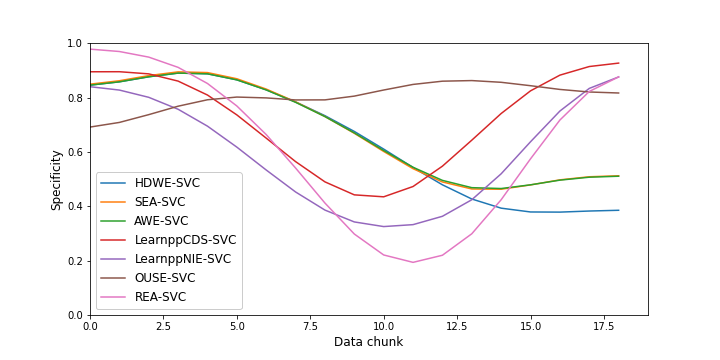 1.0
0.8
0.6
0.4
0.2
0.0
Specificity
HDWE-SVC
SEA-SVC
AWE-SVC
LearnppCDS-SVC
LearnppNIE-SVC
OUSE-SVC
REA-SVC
0.0 2.5 5.0 7.5 10.0 12.5 15.0 17.5
Data chunk